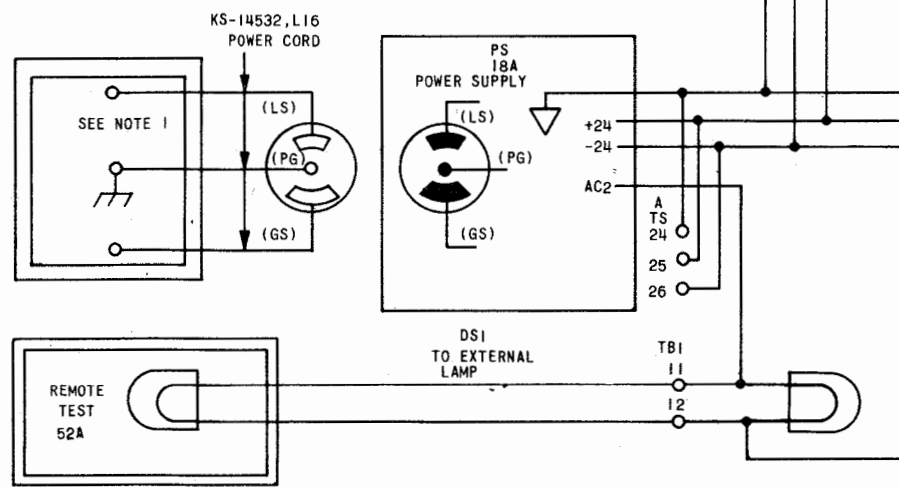 KS-14532,L16
POWER CORD
SEE NOTE 1
(LS)
(PG)
(GS)
PS
18A
POWER SUPPLY
(LS)
(PG)
(GS)
+24
-24
AC2
A
TS
24
25
26
REMOTE
TEST
52A
DS1
TO EXTERNAL
LAMP
TB1
11
12